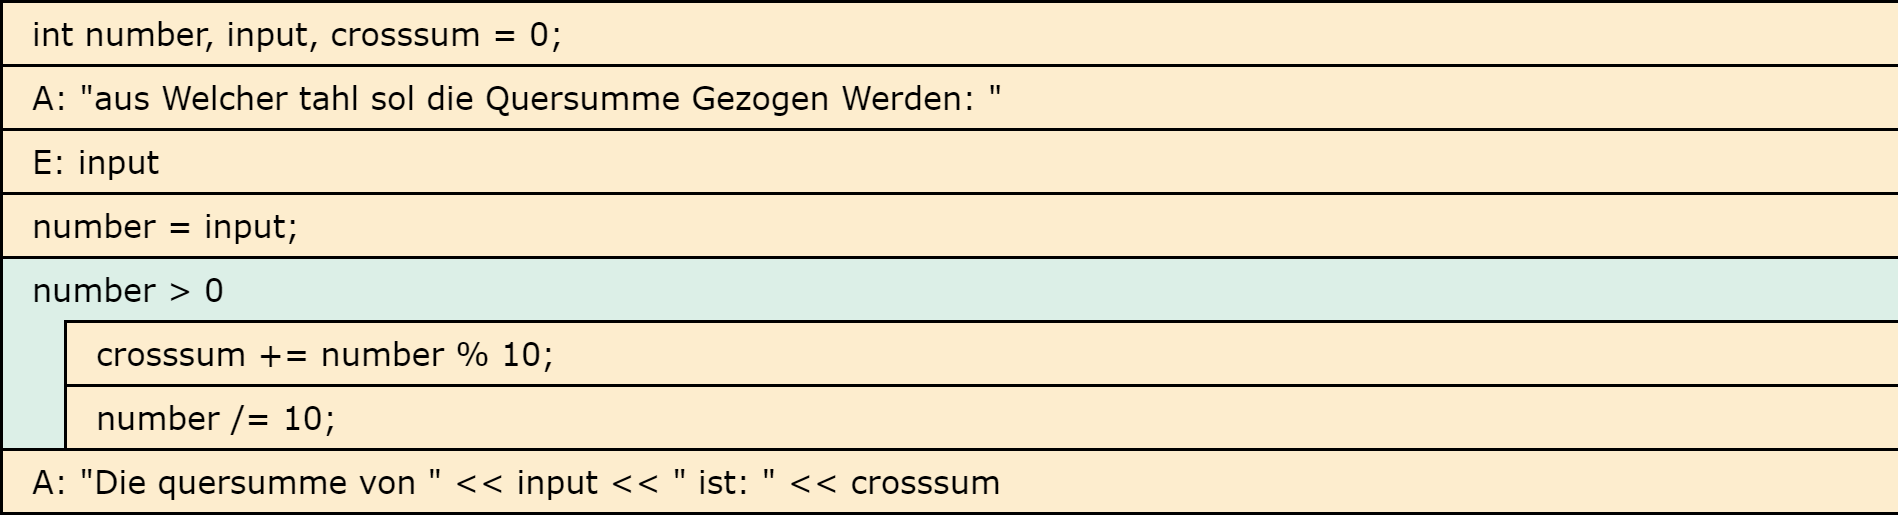 int number, input, crosssum = 0;
A: "aus Welcher tahl sol die Quersumme Gezogen Werden: "
E: input
number = input;
number > 0
crosssum += number % 10;
number /= 10;
A: "Die quersumme von " << input << " ist: " << crosssum